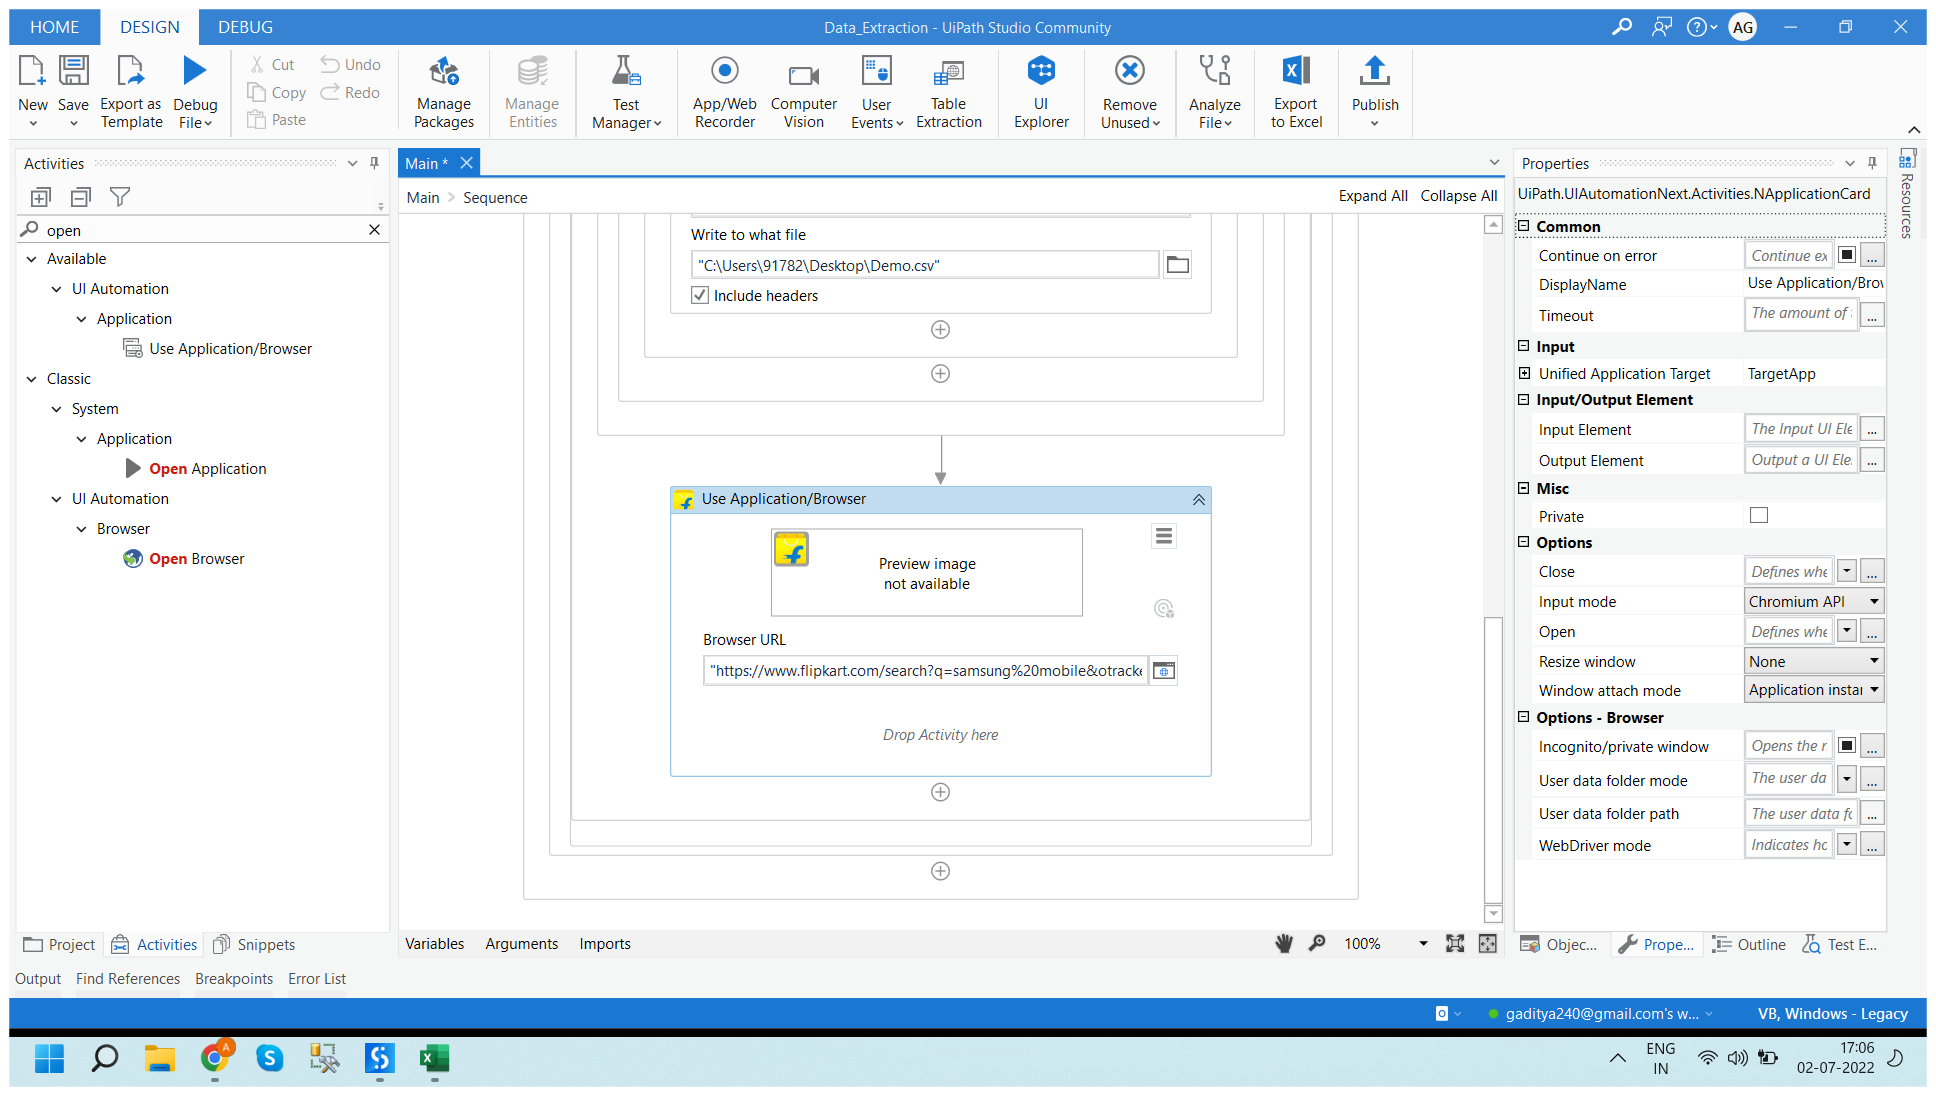 HOME DESIGN DEBUG Data_Extraction - UiPath Studio Community AG
New Save Export as Template Debug File Cut Copy Paste Undo Redo Manage Packages Manage Entities Test Manager App/Web Recorder Computer Vision User Events Table Extraction UI Explorer Remove Unused Analyze File Export to Excel Publish
Activities
open
Available
UI Automation
Application
Use Application/Browser
Classic
System
Application
Open Application
UI Automation
Browser
Open Browser
Project Activities Snippets
Main *
Main > Sequence Expand All Collapse All
Write to what file
"C:\Users\91782\Desktop\Demo.csv"
Include headers
Use Application/Browser
Preview image
not available
Browser URL
"https://www.flipkart.com/search?q=samsung%20mobile&otracke
Drop Activity here
Variables Arguments Imports 100%
Properties
UiPath.UIAutomationNext.Activities.NApplicationCard
Common
Continue on error Continue ex ...
DisplayName Use Application/Brow
Timeout The amount of ...
Input
Unified Application Target TargetApp
Input/Output Element
Input Element The Input UI Ele ...
Output Element Output a UI Ele ...
Misc
Private
Options
Close Defines whe ...
Input mode Chromium API
Open Defines whe ...
Resize window None
Window attach mode Application instar
Options - Browser
Incognito/private window Opens the r ...
User data folder mode The user da ...
User data folder path The user data fo ...
WebDriver mode Indicates ho ...
Objec... Prope... Outline Test E...
Resources
Output Find References Breakpoints Error List
gaditya240@gmail.com's w... VB, Windows - Legacy
A S X
ENG
IN
17:06
02-07-2022